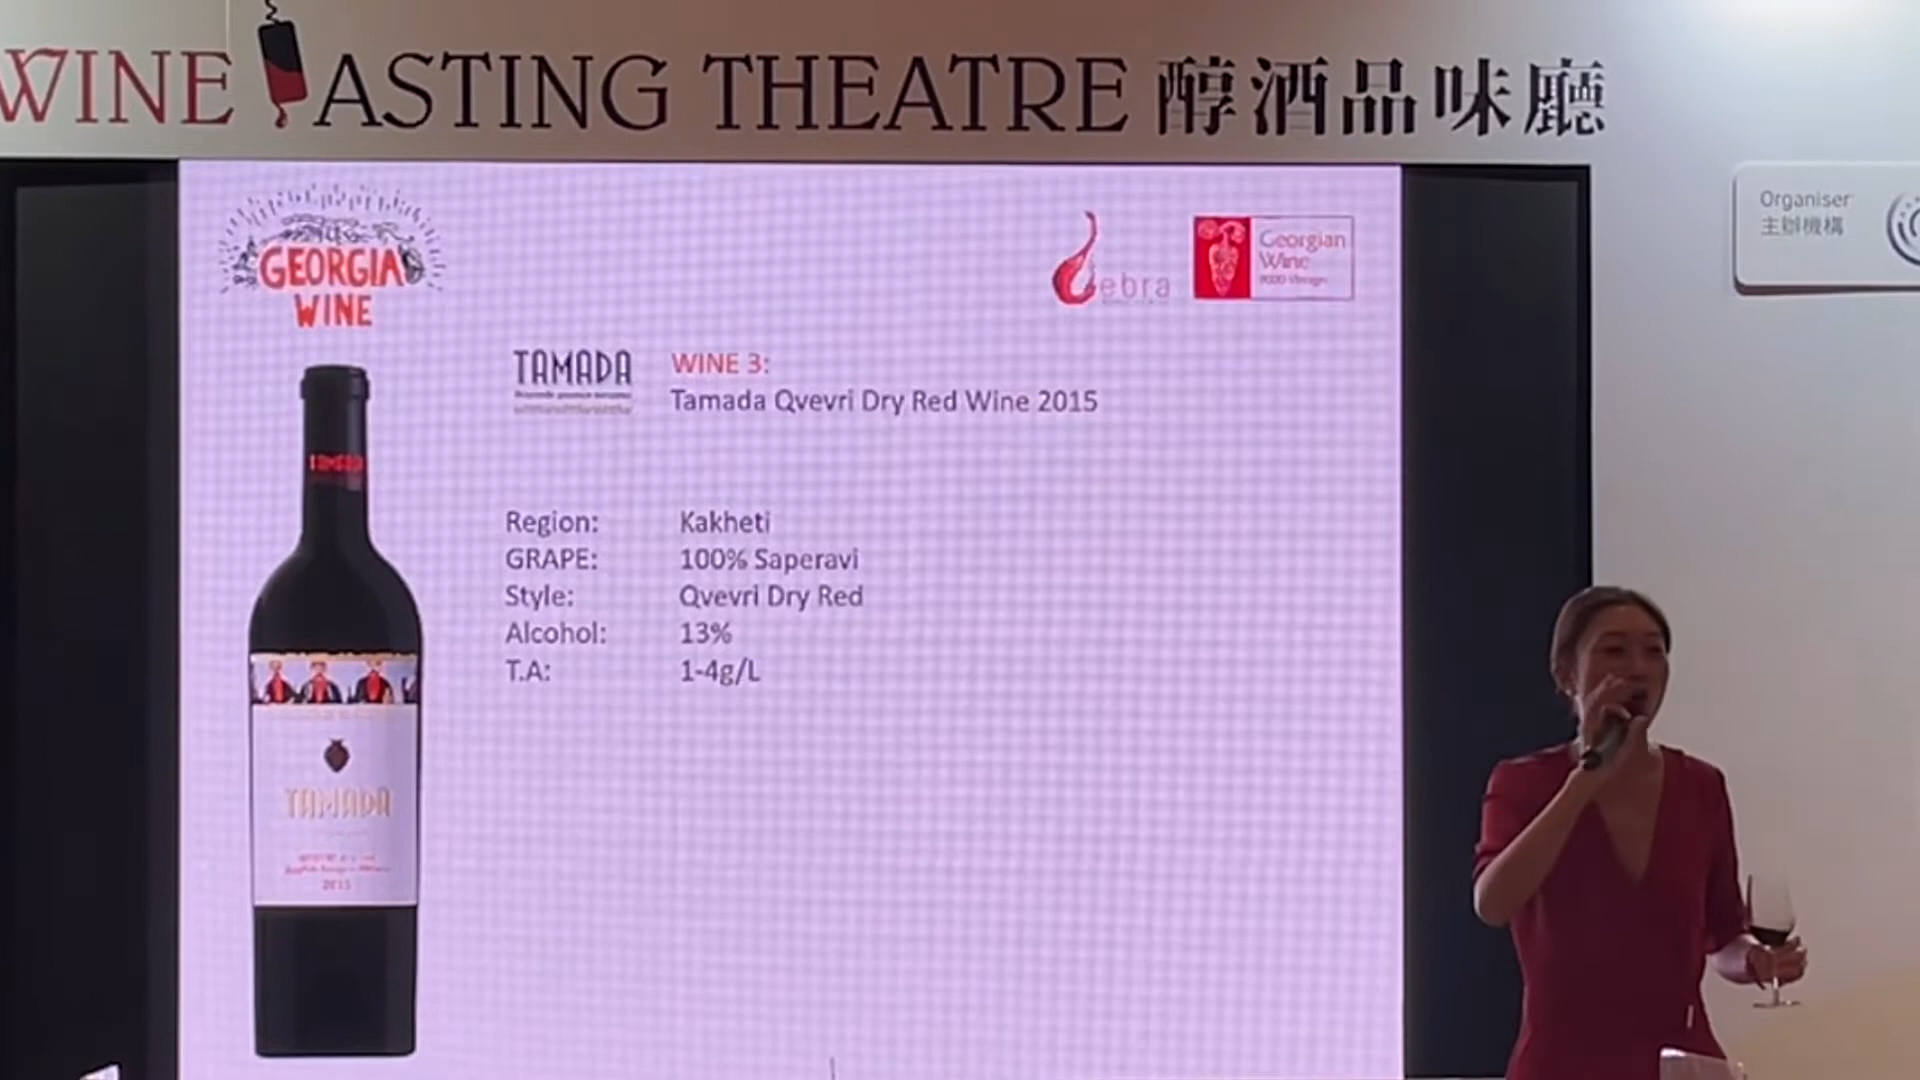 WINE TASTING THEATRE 醇酒品味廳
Organiser
主辦機構
GEORGIA
WINE
ebra
Georgian
Wine
8000 Vintages
TAMADA
WINE 3:
Tamada Qvevri Dry Red Wine 2015
Region: Kakheti
GRAPE: 100% Saperavi
Style: Qvevri Dry Red
Alcohol: 13%
T.A: 1-4g/L
TAMADA
TAMADA
2015